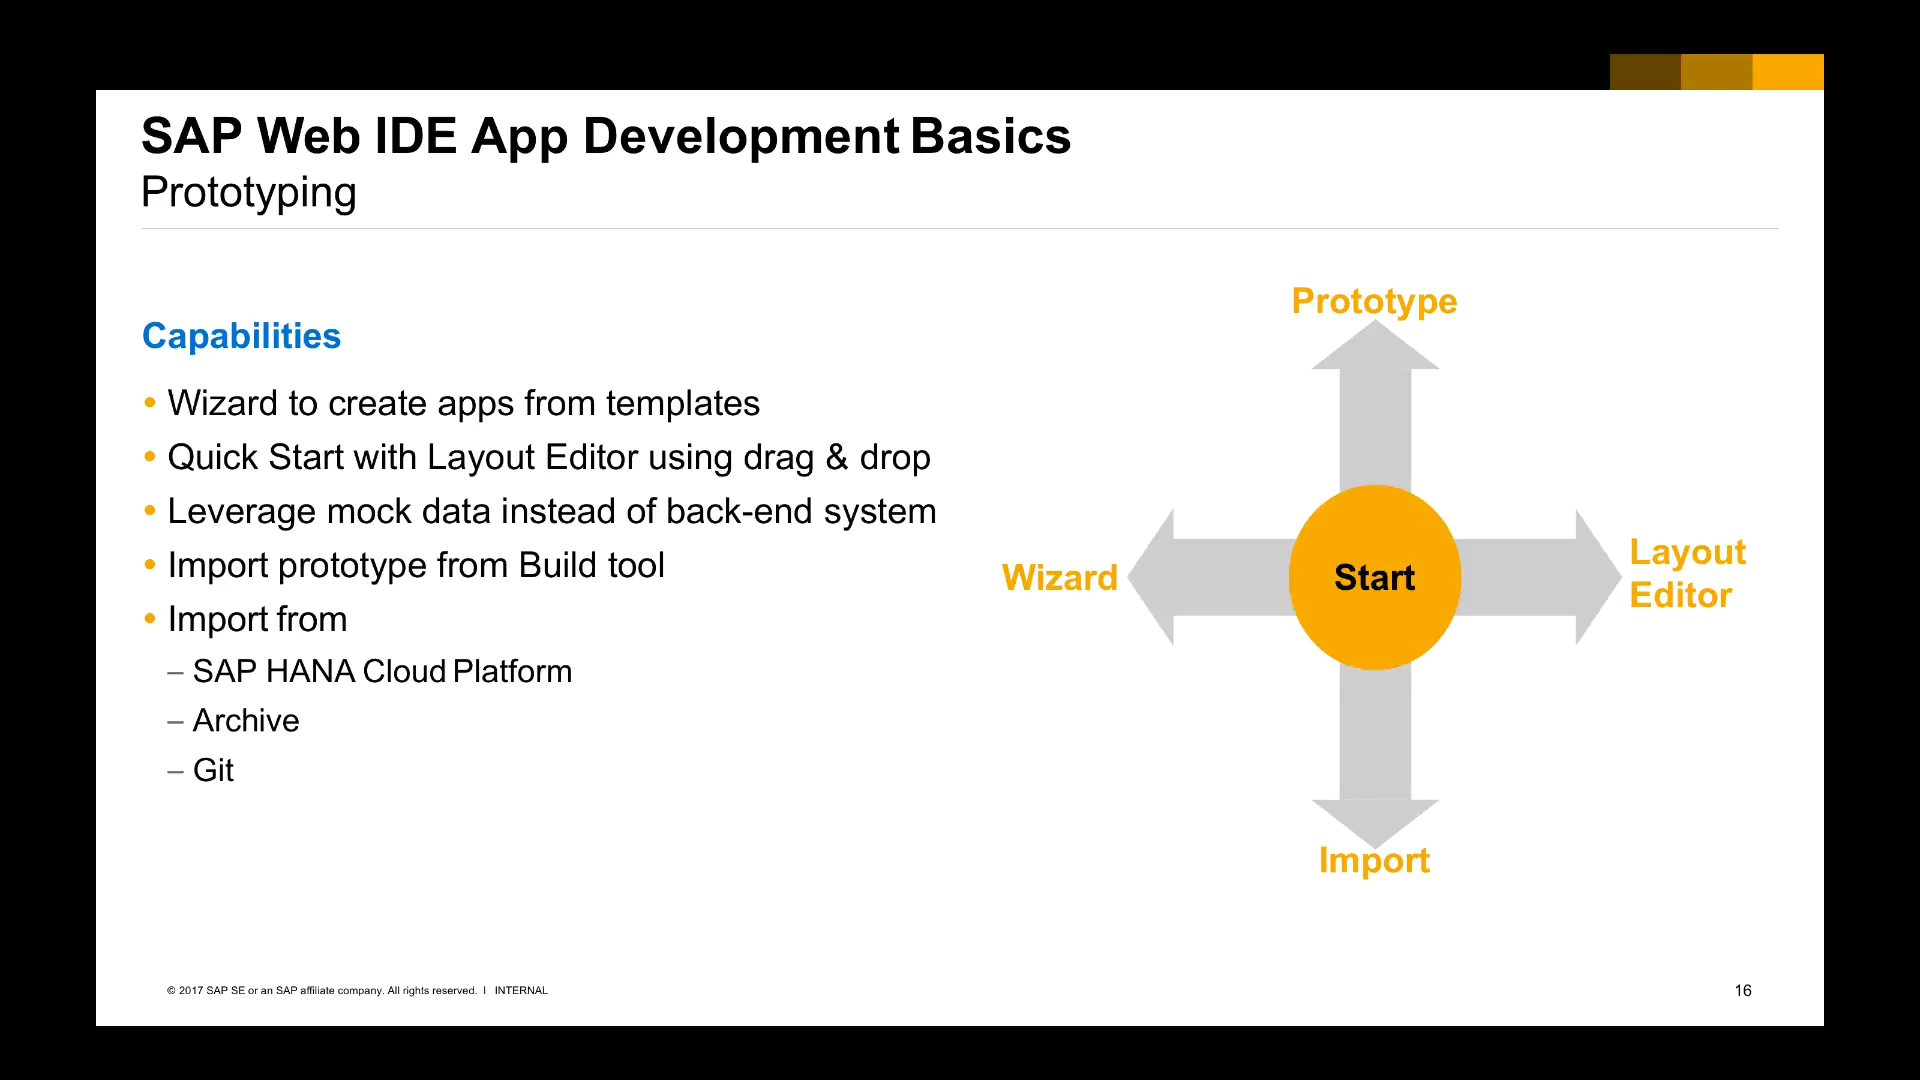 SAP Web IDE App Development Basics
Prototyping
Capabilities
• Wizard to create apps from templates
• Quick Start with Layout Editor using drag & drop
• Leverage mock data instead of back-end system
• Import prototype from Build tool
• Import from
– SAP HANA Cloud Platform
– Archive
– Git
Prototype
Wizard
Start
Layout
Editor
Import
© 2017 SAP SE or an SAP affiliate company. All rights reserved. I INTERNAL
16